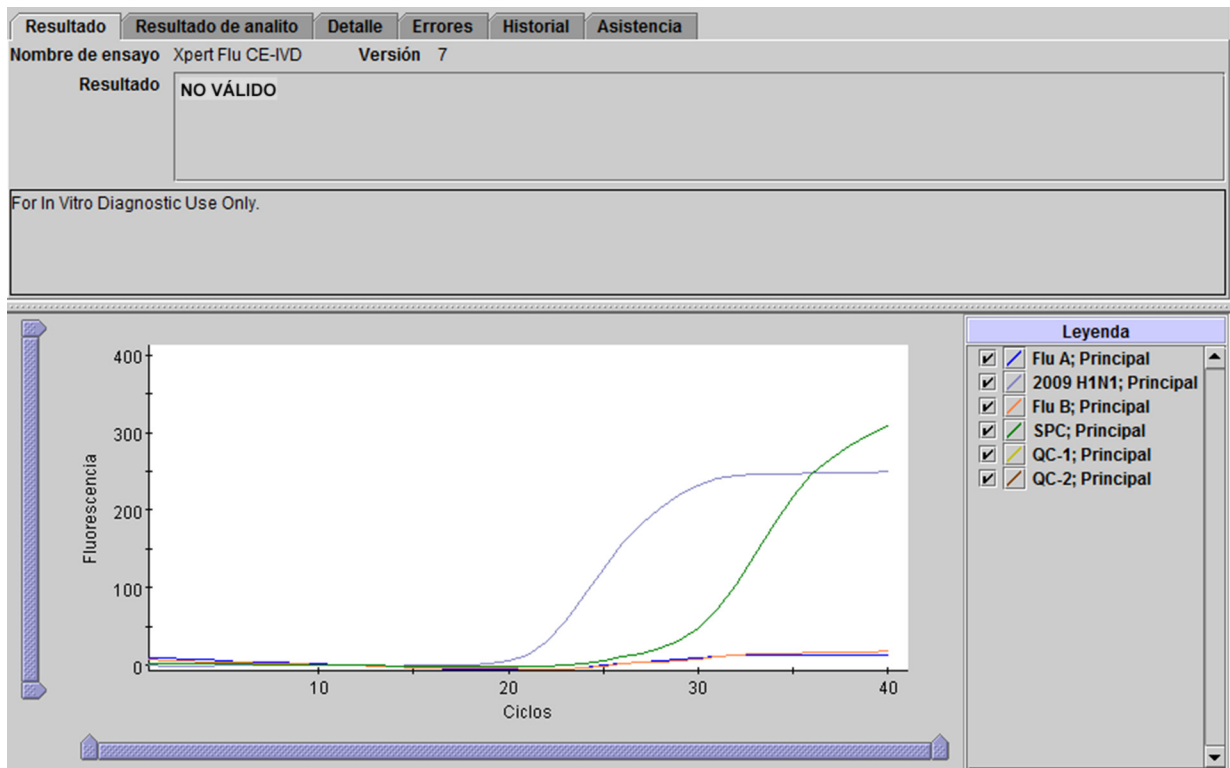 Resultado Resultado de analito Detalle Errores Historial Asistencia
Nombre de ensayo Xpert Flu CE-IVD Versión 7
Resultado NO VÁLIDO
For In Vitro Diagnostic Use Only.
Leyenda
Flu A; Principal
2009 H1N1; Principal
Flu B; Principal
SPC; Principal
QC-1; Principal
QC-2; Principal
Fluorescencia
400
300
200
100
0
10 20 30 40
Ciclos